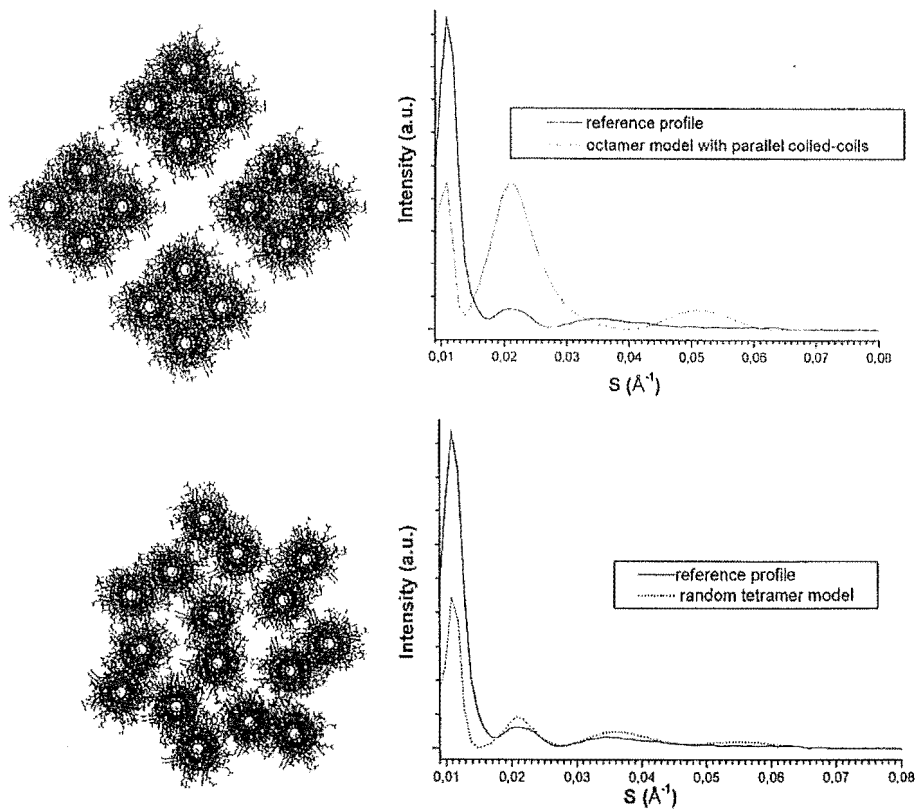 Intensity (a.u.)
reference profile
octamer model with parallel coiled-coils
0,01 0,02 0,03 0,04 0,05 0,06 0,07 0,08
S (Å⁻¹)
Intensity (a.u.)
reference profile
random tetramer model
0,01 0,02 0,03 0,04 0,05 0,06 0,07 0,08
S (Å⁻¹)